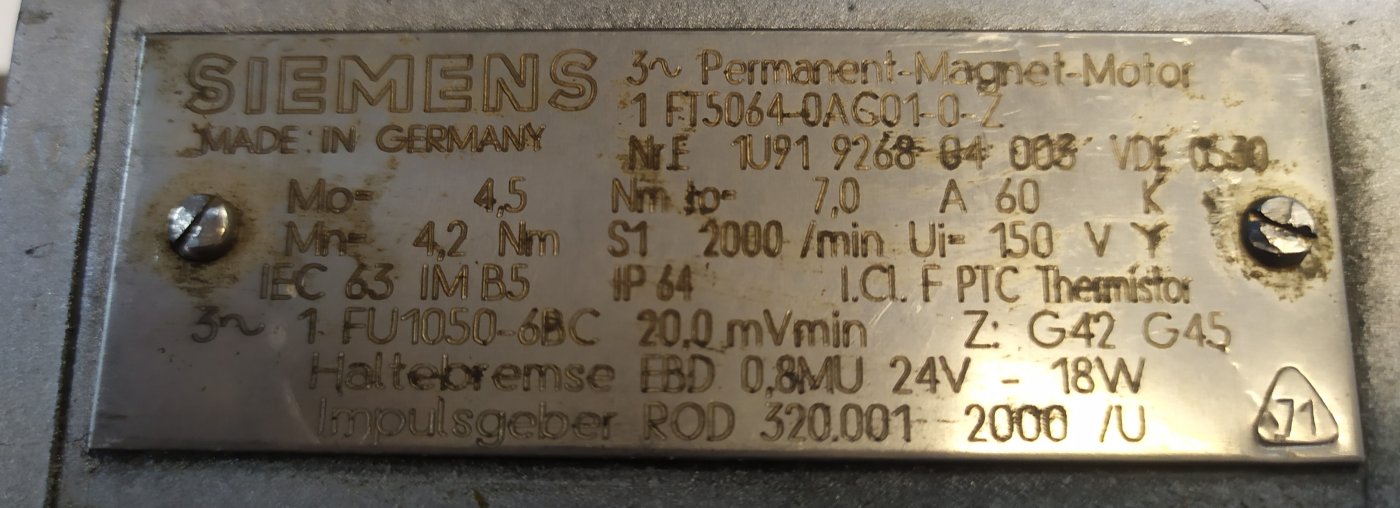 SIEMENS 3~ Permanent-Magnet-Motor
1 FT5064-0AG01-0-Z
MADE IN GERMANY
Nr.E 1U91 9268 04 003 VDE 0530
Mo= 4,5 Nm to= 7,0 A 60 K
Mn= 4,2 Nm S1 2000 /min Ui= 150 V Y
IEC 63 IM B5 IP 64 I.Cl. F PTC Thermistor
3~ 1 FU1050-6BC 20.0 mVmin Z: G42 G45
Haltebremse EBD 0,8MU 24V - 18W
Impulsgeber ROD 320.001 2000 /U
71